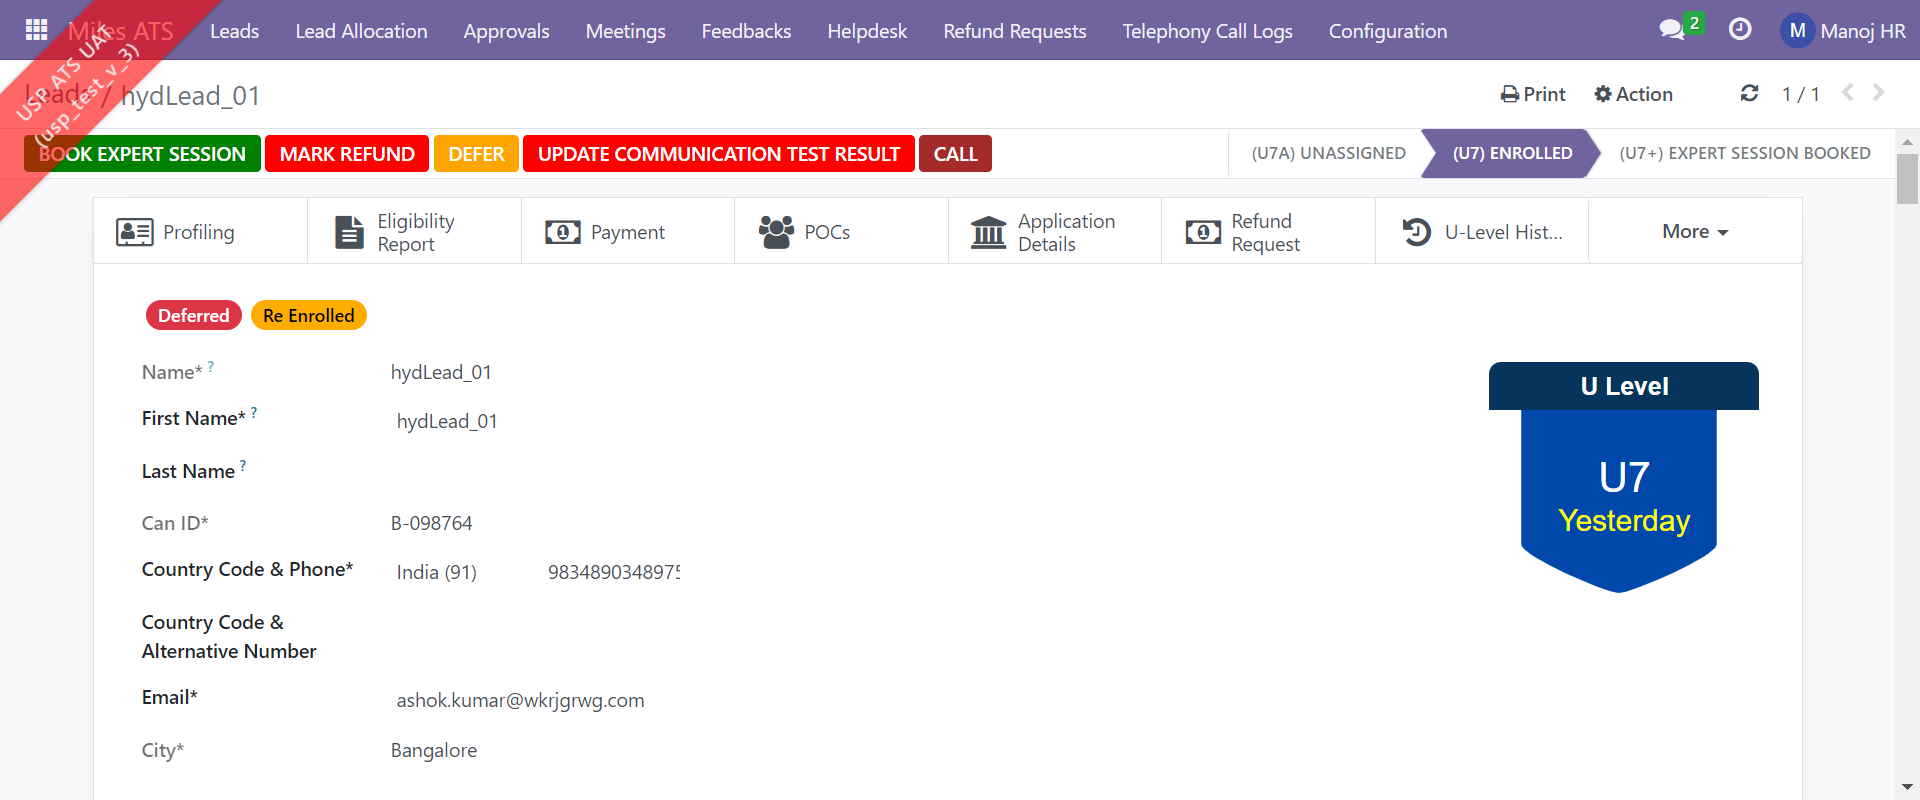 Miles ATS Leads Lead Allocation Approvals Meetings Feedbacks Helpdesk Refund Requests Telephony Call Logs Configuration 2 M Manoj HR
USP ATS UAT
(usp_test_v_3)
Leads / hydLead_01 Print Action 1 / 1
BOOK EXPERT SESSION MARK REFUND DEFER UPDATE COMMUNICATION TEST RESULT CALL (U7A) UNASSIGNED (U7) ENROLLED (U7+) EXPERT SESSION BOOKED
Profiling
Eligibility
Report
Payment
POCs
Application
Details
Refund
Request
U-Level Hist...
More
Deferred Re Enrolled
Name* ? hydLead_01
First Name* ? hydLead_01
Last Name ?
Can ID* B-098764
Country Code & Phone* India (91) 983489034897
Country Code &
Alternative Number
Email* ashok.kumar@wkrjgrwg.com
City* Bangalore
U Level
U7
Yesterday